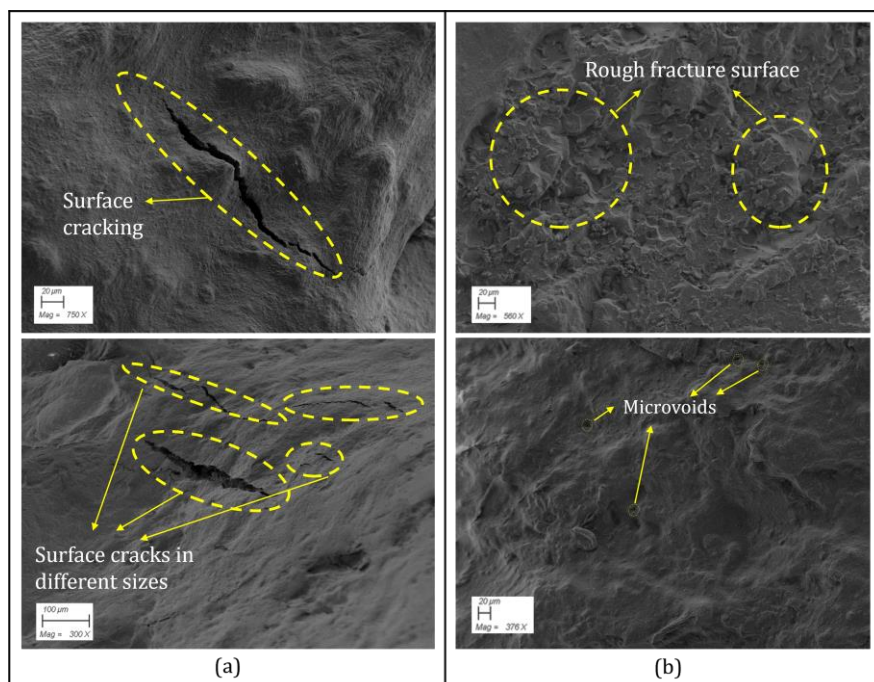 Surface
cracking
20 µm
Mag = 750 X
Surface cracks in
different sizes
100 µm
Mag = 300 X
(a)
Rough fracture surface
20 µm
Mag = 560 X
Microvoids
20 µm
Mag = 376 X
(b)